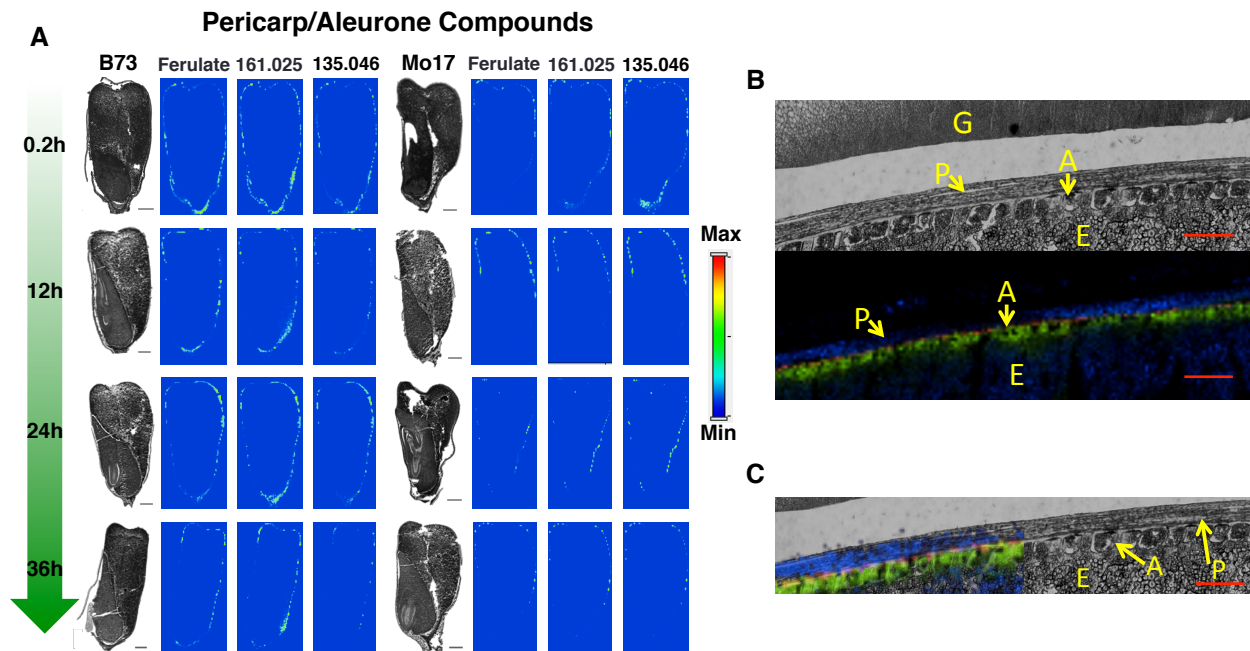 Pericarp/Aleurone Compounds
A
B73 Ferulate 161.025 135.046 Mo17 Ferulate 161.025 135.046
0.2h
12h
24h
36h
Max
Min
B
G
P A
E
P A
E
C
E A P